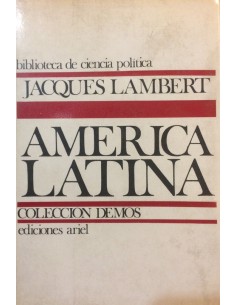 biblioteca de ciencia política
JACQUES LAMBERT
AMERICA
LATINA
COLECCION DEMOS
ediciones ariel